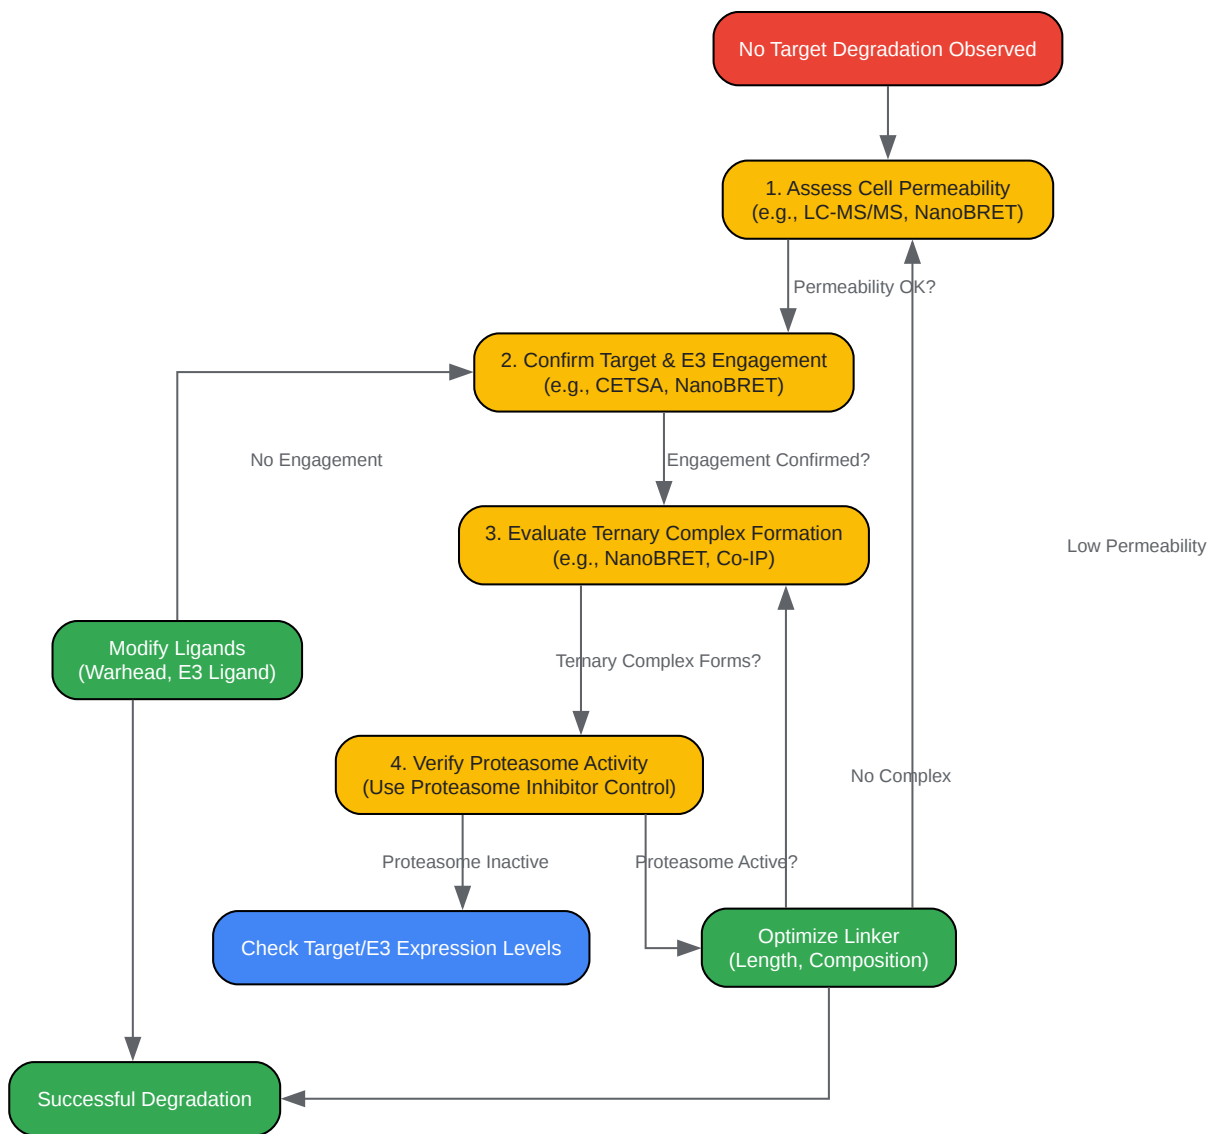 No Target Degradation Observed
1. Assess Cell Permeability
(e.g., LC-MS/MS, NanoBRET)
Permeability OK?
2. Confirm Target & E3 Engagement
(e.g., CETSA, NanoBRET)
No Engagement
Engagement Confirmed?
3. Evaluate Ternary Complex Formation
(e.g., NanoBRET, Co-IP)
Low Permeability
Modify Ligands
(Warhead, E3 Ligand)
Ternary Complex Forms?
4. Verify Proteasome Activity
(Use Proteasome Inhibitor Control)
No Complex
Proteasome Inactive
Proteasome Active?
Check Target/E3 Expression Levels
Optimize Linker
(Length, Composition)
Successful Degradation